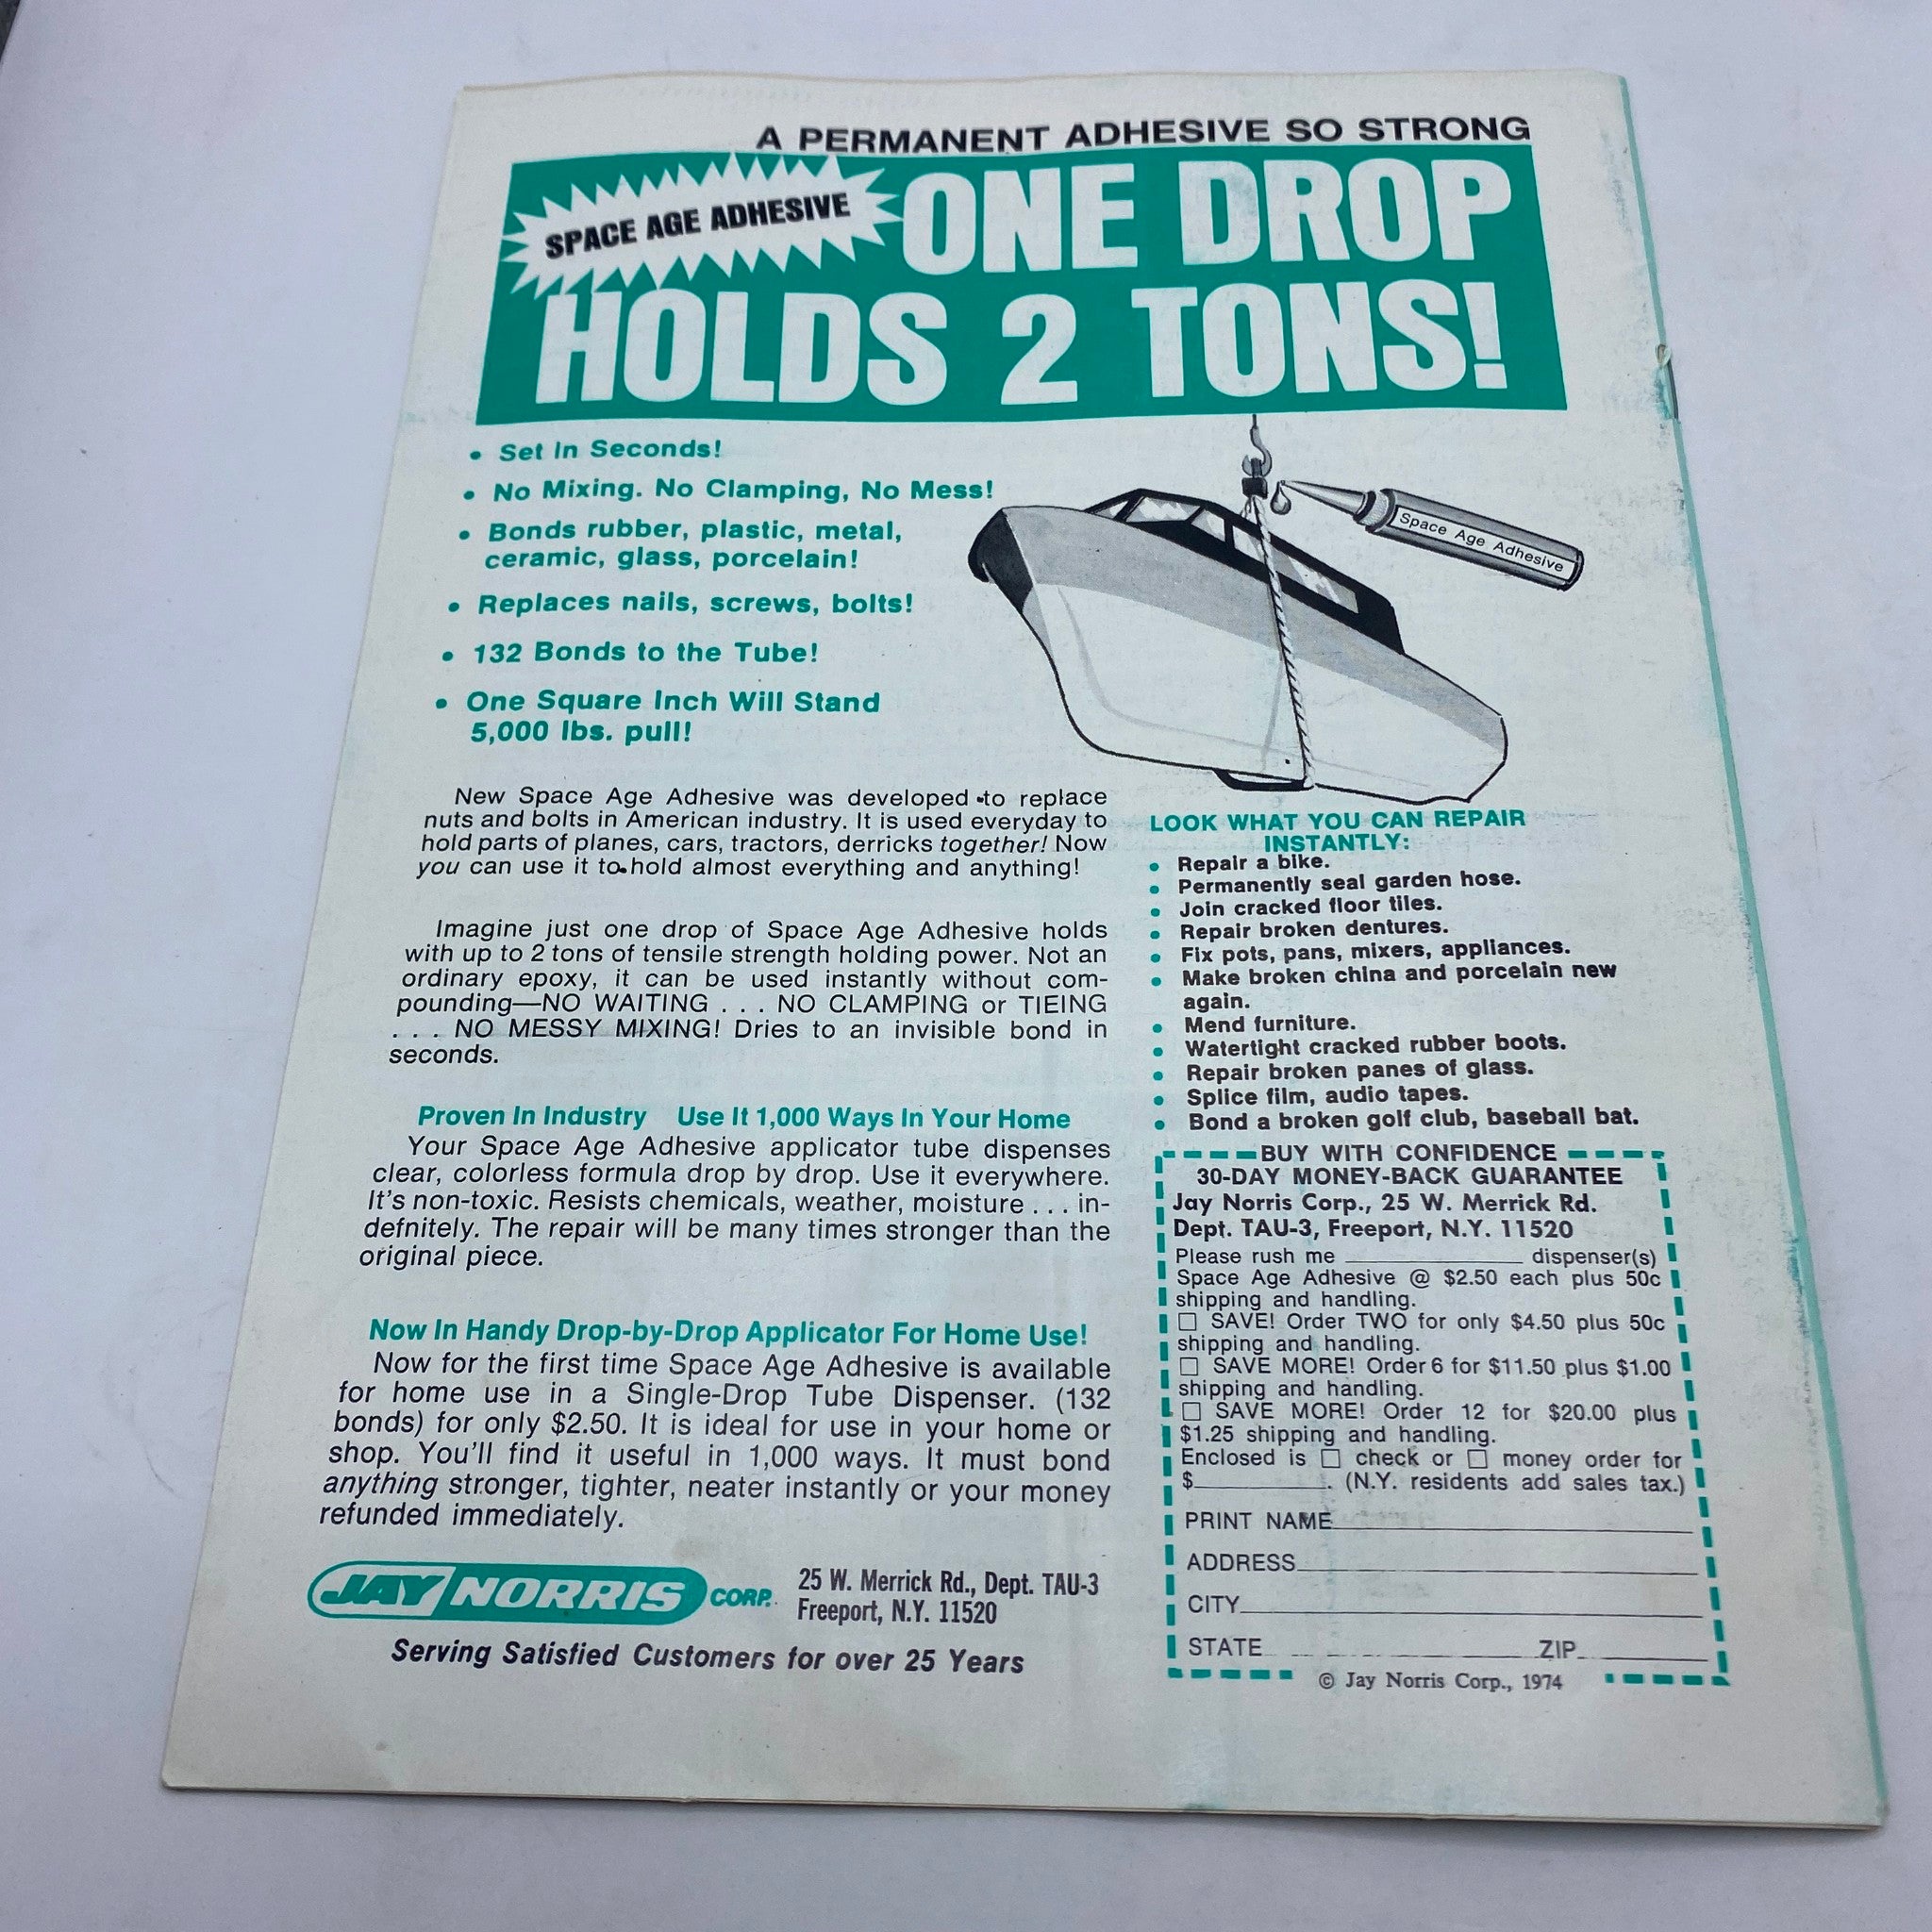 A PERMANENT ADHESIVE SO STRONG
SPACE AGE ADHESIVE
ONE DROP
HOLDS 2 TONS!
• Set In Seconds!
• No Mixing. No Clamping, No Mess!
• Bonds rubber, plastic, metal,
ceramic, glass, porcelain!
• Replaces nails, screws, bolts!
• 132 Bonds to the Tube!
• One Square Inch Will Stand
5,000 lbs. pull!
Space Age Adhesive
New Space Age Adhesive was developed to replace
nuts and bolts in American industry. It is used everyday to
hold parts of planes, cars, tractors, derricks together! Now
you can use it to hold almost everything and anything!
Imagine just one drop of Space Age Adhesive holds
with up to 2 tons of tensile strength holding power. Not an
ordinary epoxy, it can be used instantly without com-
pounding—NO WAITING . . . NO CLAMPING or TIEING
. . . NO MESSY MIXING! Dries to an invisible bond in
seconds.
Proven In Industry Use It 1,000 Ways In Your Home
Your Space Age Adhesive applicator tube dispenses
clear, colorless formula drop by drop. Use it everywhere.
It's non-toxic. Resists chemicals, weather, moisture . . . in-
defnitely. The repair will be many times stronger than the
original piece.
Now In Handy Drop-by-Drop Applicator For Home Use!
Now for the first time Space Age Adhesive is available
for home use in a Single-Drop Tube Dispenser. (132
bonds) for only $2.50. It is ideal for use in your home or
shop. You'll find it useful in 1,000 ways. It must bond
anything stronger, tighter, neater instantly or your money
refunded immediately.
JAY NORRIS CORP.
25 W. Merrick Rd., Dept. TAU-3
Freeport, N.Y. 11520
Serving Satisfied Customers for over 25 Years
LOOK WHAT YOU CAN REPAIR
INSTANTLY:
• Repair a bike.
• Permanently seal garden hose.
• Join cracked floor tiles.
• Repair broken dentures.
• Fix pots, pans, mixers, appliances.
• Make broken china and porcelain new
again.
• Mend furniture.
• Watertight cracked rubber boots.
• Repair broken panes of glass.
• Splice film, audio tapes.
• Bond a broken golf club, baseball bat.
BUY WITH CONFIDENCE
30-DAY MONEY-BACK GUARANTEE
Jay Norris Corp., 25 W. Merrick Rd.
Dept. TAU-3, Freeport, N.Y. 11520
Please rush me ________ dispenser(s)
Space Age Adhesive @ $2.50 each plus 50c
shipping and handling.
☐ SAVE! Order TWO for only $4.50 plus 50c
shipping and handling.
☐ SAVE MORE! Order 6 for $11.50 plus $1.00
shipping and handling.
☐ SAVE MORE! Order 12 for $20.00 plus
$1.25 shipping and handling.
Enclosed is ☐ check or ☐ money order for
$________. (N.Y. residents add sales tax.)
PRINT NAME
ADDRESS
CITY
STATE ZIP
© Jay Norris Corp., 1974